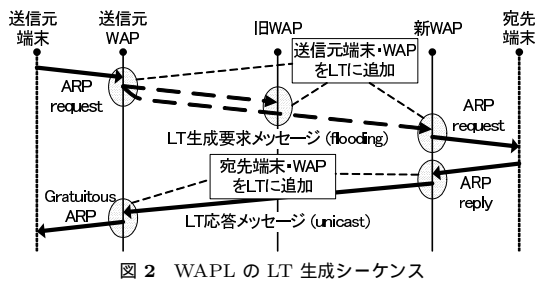 送信元
端末
送信元
WAP
旧WAP
新WAP
宛先
端末
送信元端末・WAP
をLTに追加
ARP
request
ARP
request
LT生成要求メッセージ (flooding)
宛先端末・WAP
をLTに追加
Gratuitous
ARP
ARP
reply
LT応答メッセージ (unicast)
図 2 WAPL の LT 生成シーケンス